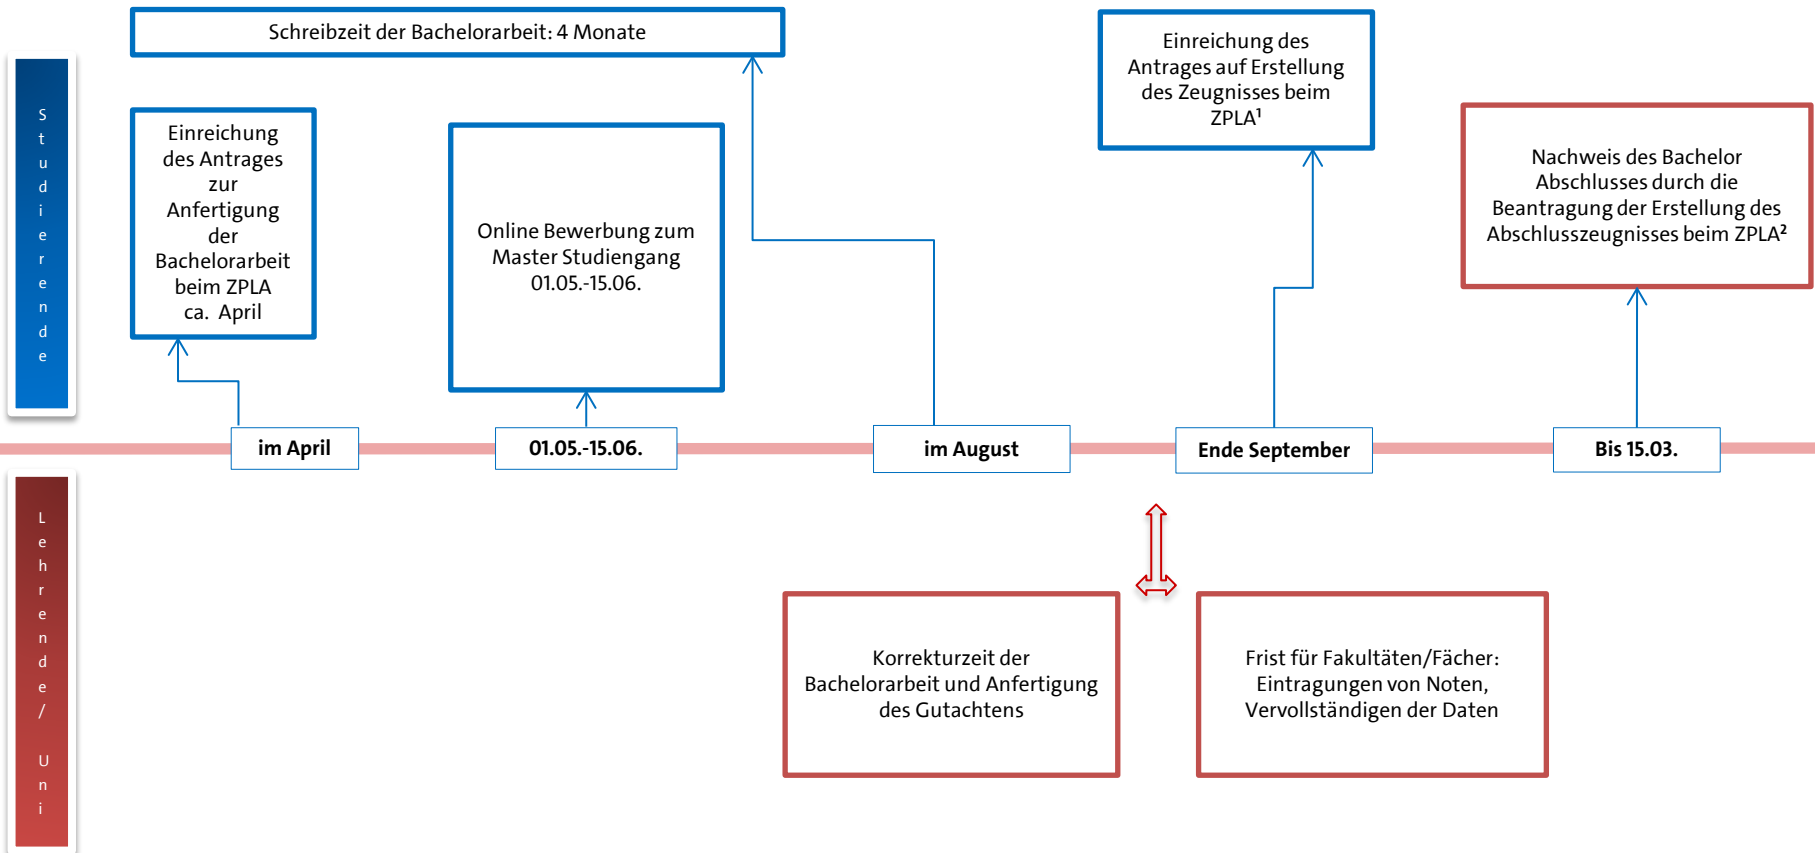 Schreibzeit der Bachelorarbeit: 4 Monate
Studierende
Einreichung
des Antrages
zur
Anfertigung
der
Bachelorarbeit
beim ZPLA
ca. April
Online Bewerbung zum
Master Studiengang
01.05.-15.06.
Einreichung des
Antrages auf Erstellung
des Zeugnisses beim
ZPLA¹
Nachweis des Bachelor
Abschlusses durch die
Beantragung der Erstellung des
Abschlusszeugnisses beim ZPLA²
im April
01.05.-15.06.
im August
Ende September
Bis 15.03.
Lehrende/ Uni
Korrekturzeit der
Bachelorarbeit und Anfertigung
des Gutachtens
Frist für Fakultäten/Fächer:
Eintragungen von Noten,
Vervollständigen der Daten